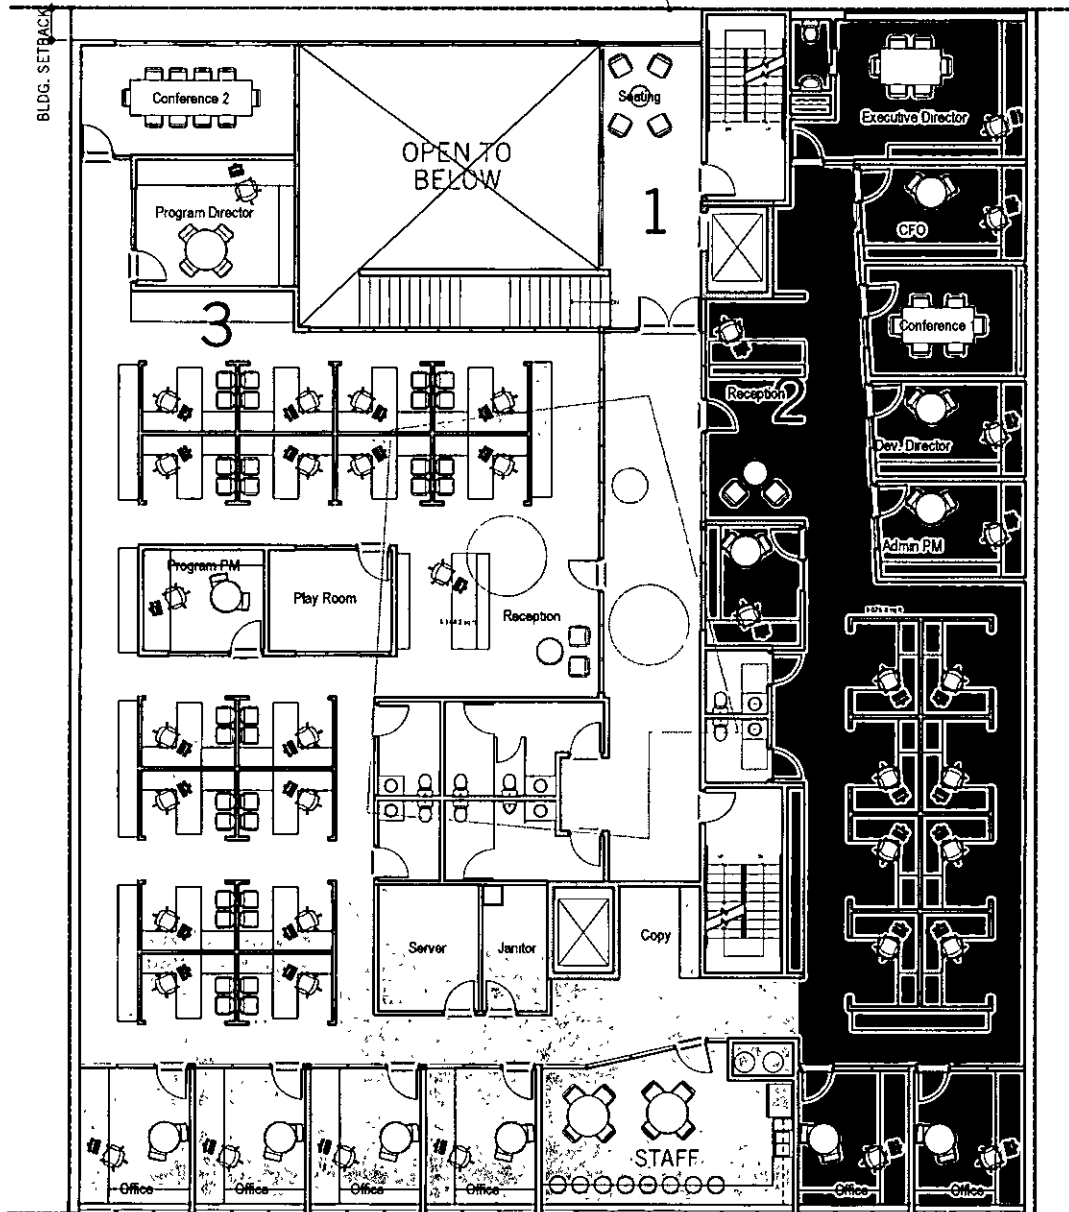 BLDG. SETBACK
Conference 2
Seating
Executive Director
OPEN TO
BELOW
1
Program Director
CFO
3
Conference 1
Reception
2
Dev. Director
Admin PM
Program PM
Play Room
Reception
Server
Janitor
Copy
STAFF
Office
Office
Office
Office
Office
Office